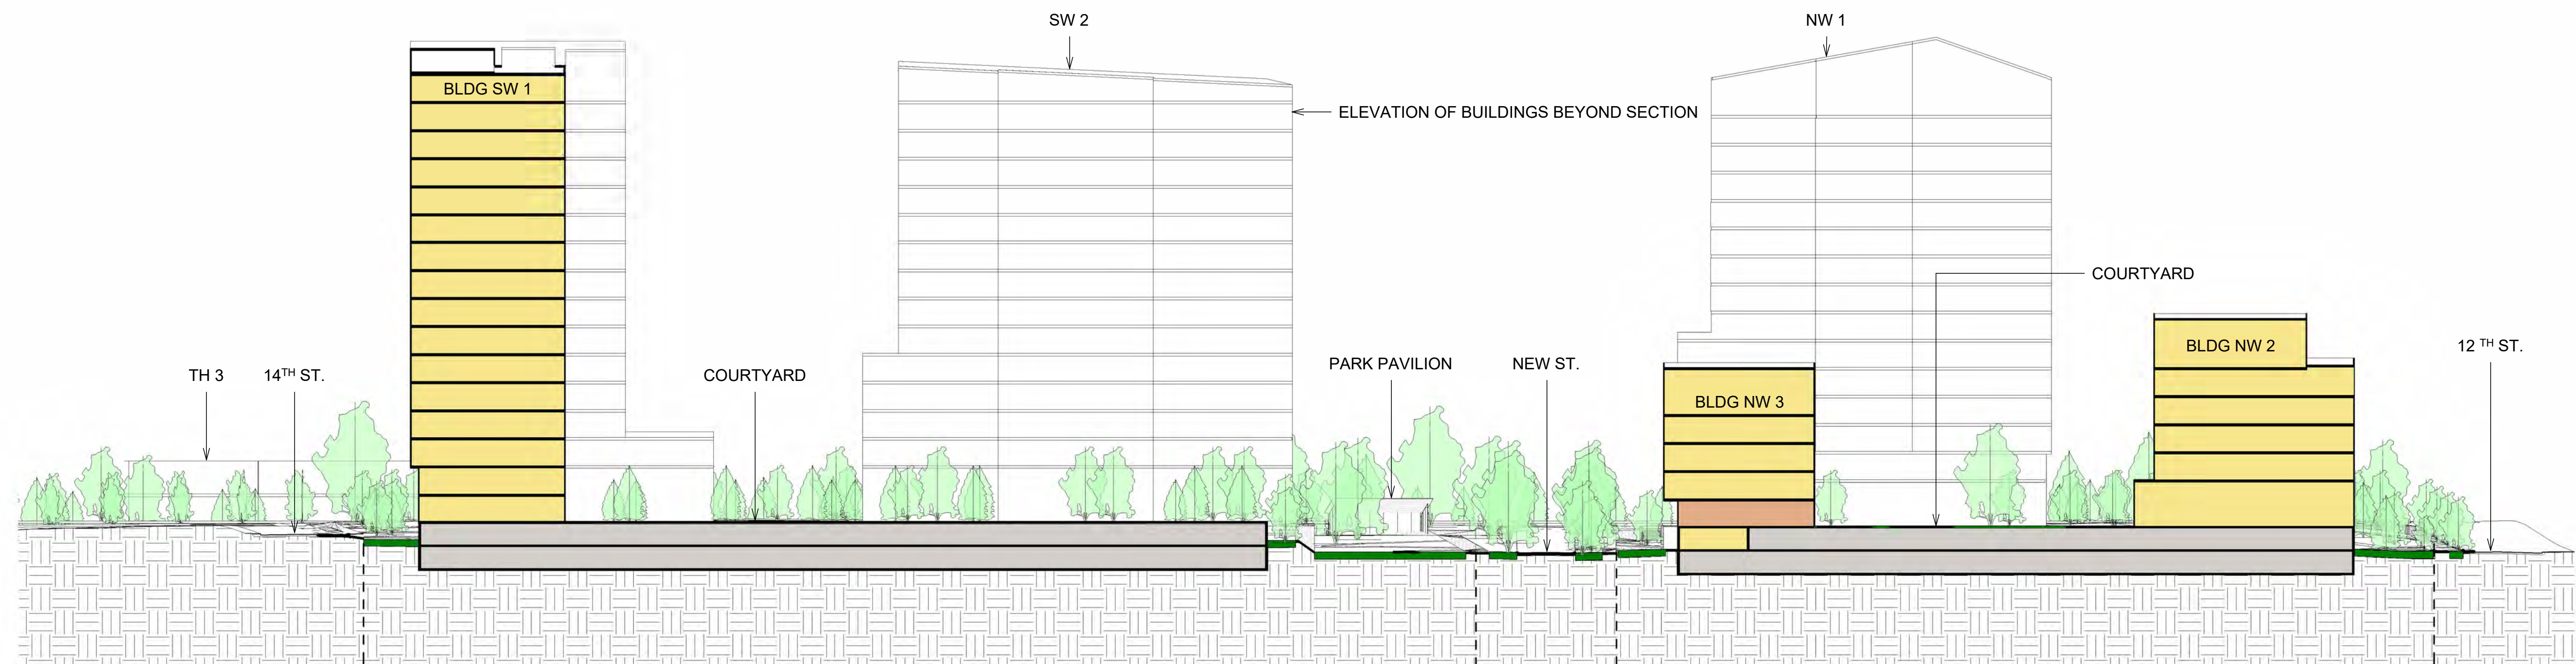 SW 2
NW 1
BLDG SW 1
ELEVATION OF BUILDINGS BEYOND SECTION
COURTYARD
BLDG NW 2
12 TH ST.
PARK PAVILION
NEW ST.
TH 3
14TH ST.
COURTYARD
BLDG NW 3